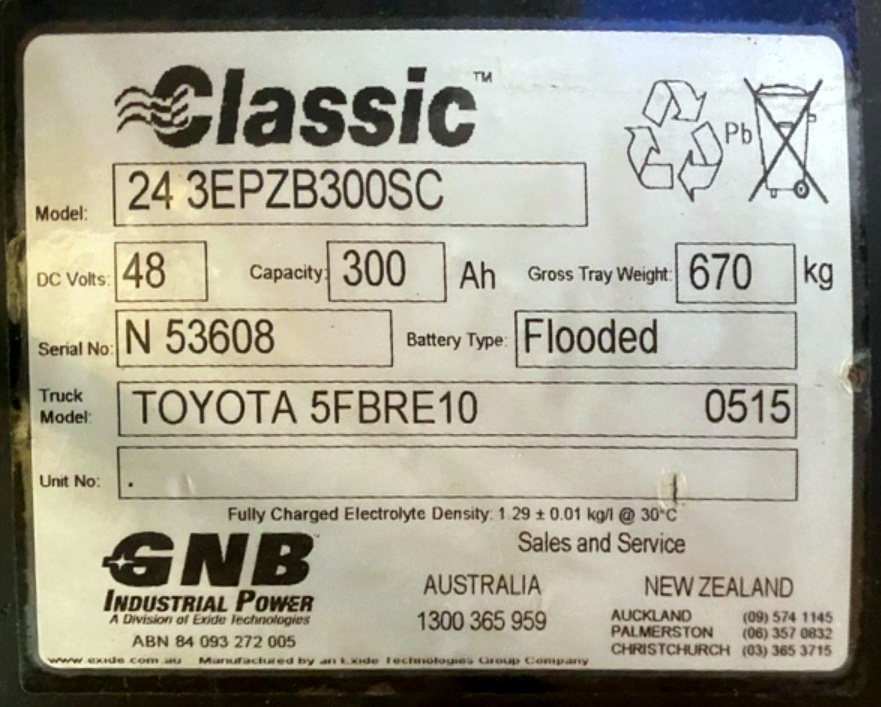 Classic™
Pb
Model: 24 3EPZB300SC
DC Volts: 48 Capacity: 300 Ah Gross Tray Weight: 670 kg
Serial No: N 53608 Battery Type: Flooded
Truck Model: TOYOTA 5FBRE10 0515
Unit No: .
Fully Charged Electrolyte Density: 1.29 ± 0.01 kg/l @ 30°C
GNB™
INDUSTRIAL POWER
A Division of Exide Technologies
ABN 84 093 272 005
Sales and Service
AUSTRALIA
1300 365 959
NEW ZEALAND
AUCKLAND (09) 574 1145
PALMERSTON (06) 357 0832
CHRISTCHURCH (03) 365 3715
www.exide.com.au Manufactured by an Exide Technologies Group Company